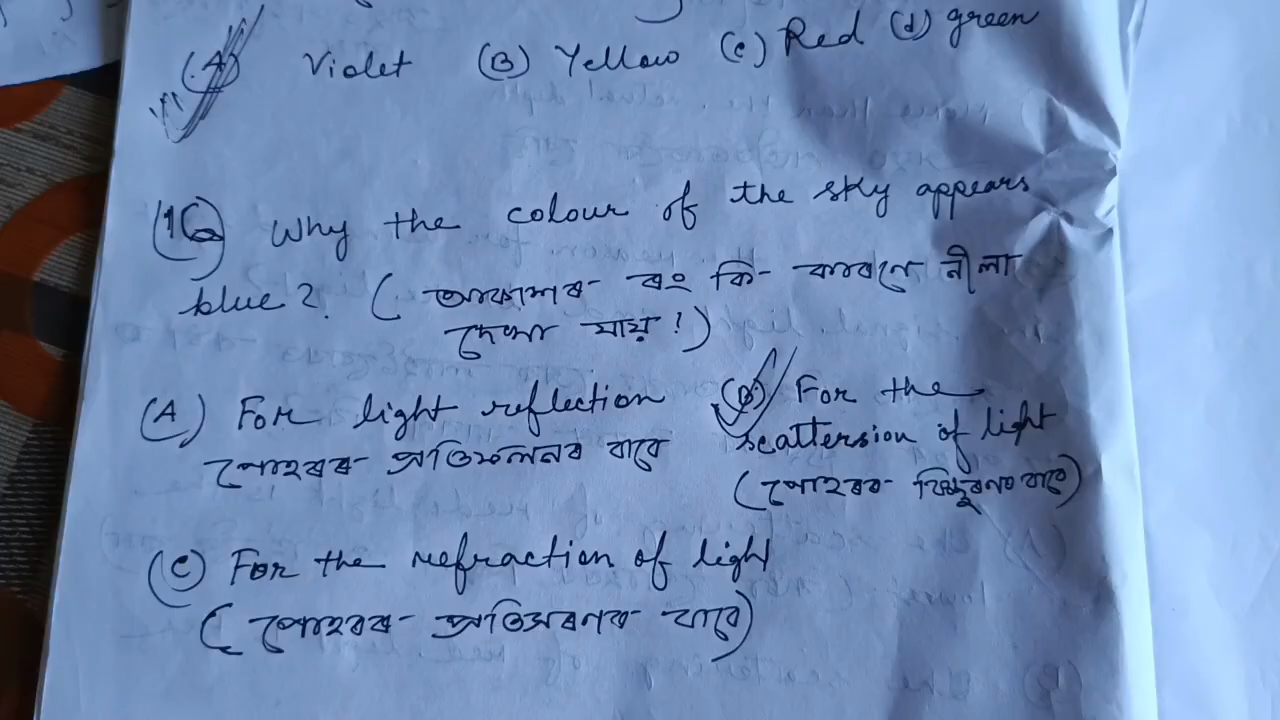 (A) Violet (B) Yellow (c) Red (d) green
(16) Why the colour of the sky appears
blue? (আকাশৰ ৰং কি কাৰণে নীলা
দেখা যায়?)
(A) For light reflection
পোহৰৰ প্ৰতিফলনৰ বাবে
(B) For the
scattersion of light
(পোহৰৰ বিচ্ছুৰণৰ বাবে)
(C) For the refraction of light
(পোহৰৰ প্ৰতিসৰণৰ বাবে)